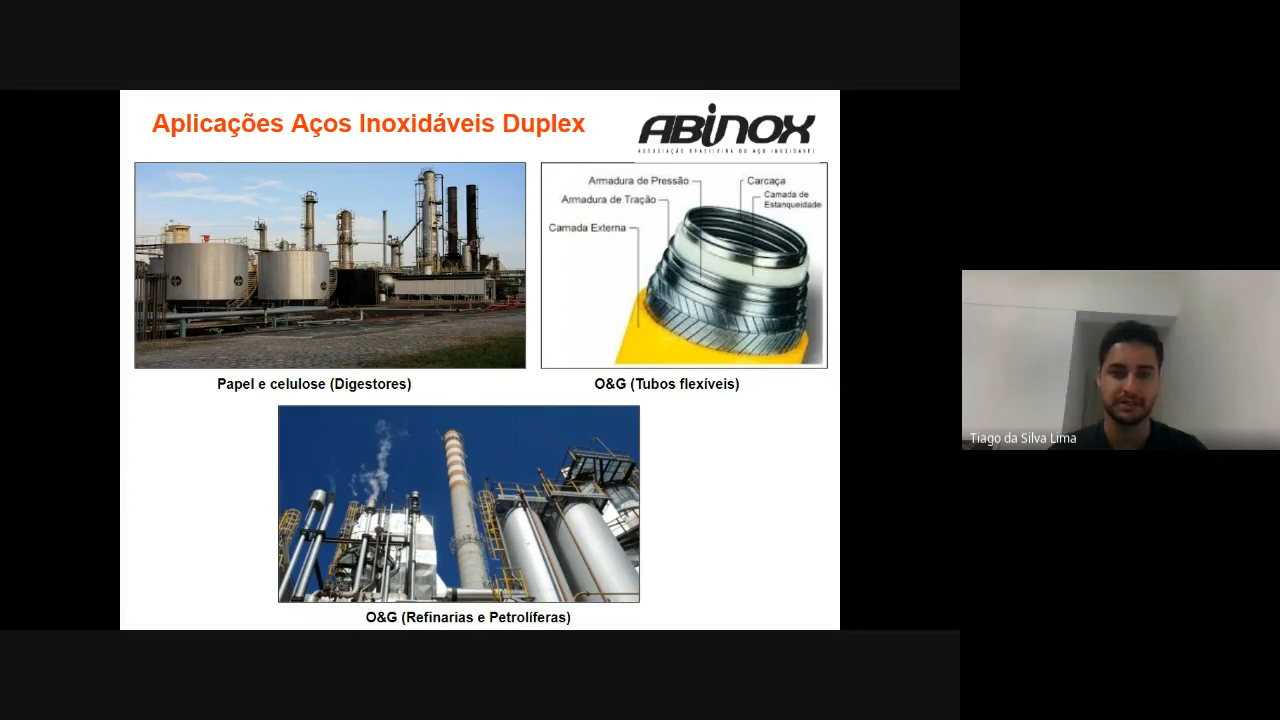 Aplicações Aços Inoxidáveis Duplex
ABINOX
ASSOCIAÇÃO BRASILEIRA DO AÇO INOXIDÁVEL
Armadura de Pressão
Carcaça
Armadura de Tração
Camada de
Estanqueidade
Camada Externa
Papel e celulose (Digestores)
O&G (Tubos flexíveis)
O&G (Refinarias e Petrolíferas)
Tiago da Silva Lima